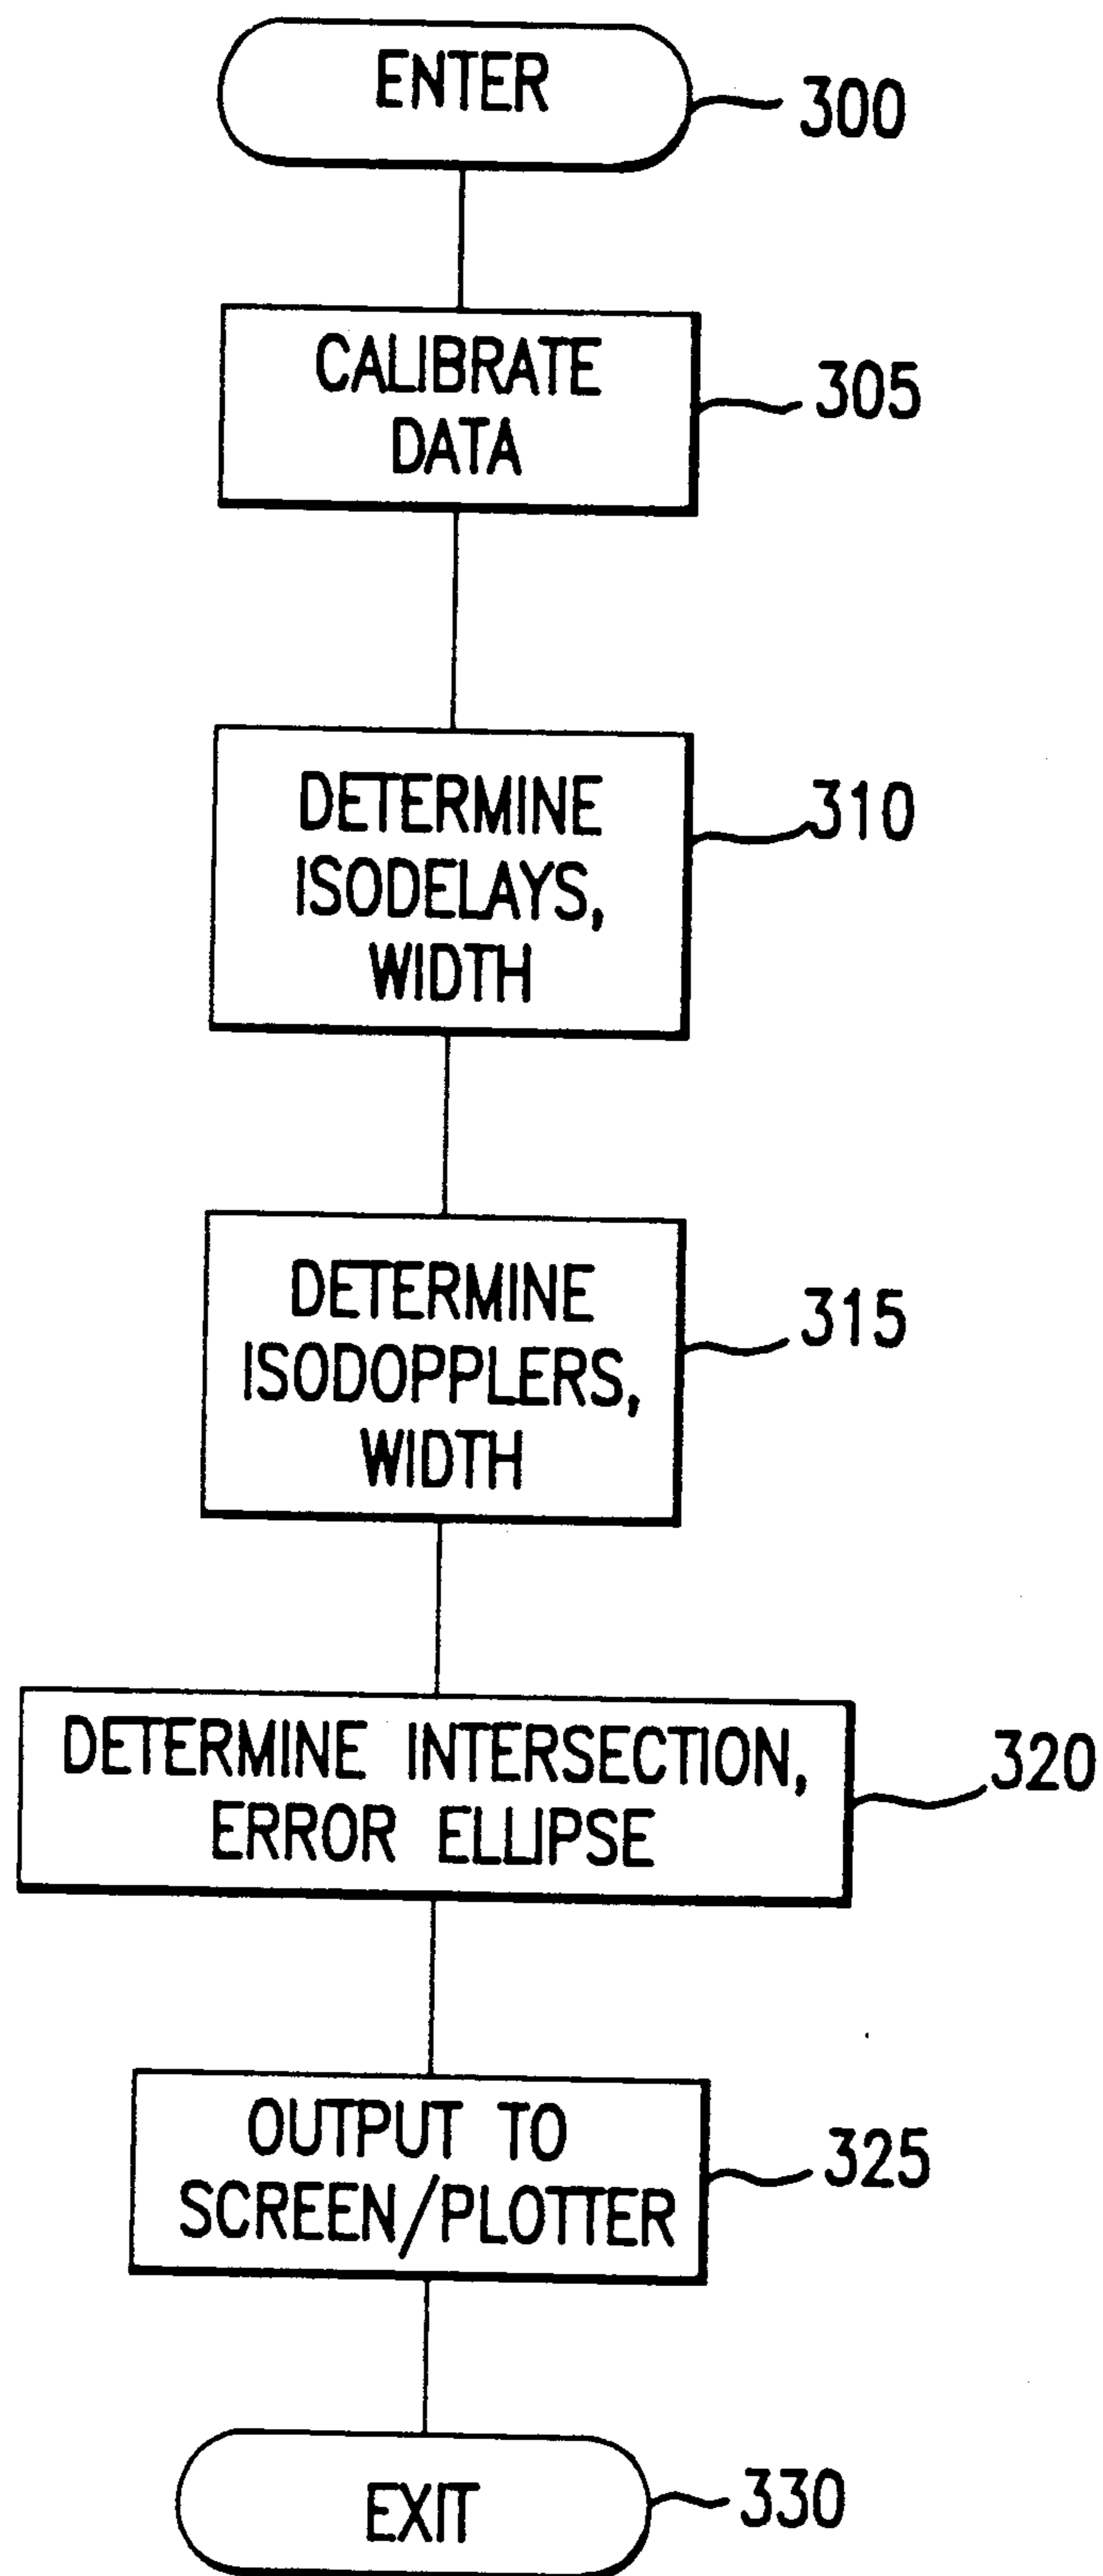 ENTER
300
CALIBRATE
DATA
305
DETERMINE
ISODELAYS,
WIDTH
310
DETERMINE
ISODOPPLERS,
WIDTH
315
DETERMINE INTERSECTION,
ERROR ELLIPSE
320
OUTPUT TO
SCREEN/PLOTTER
325
EXIT
330